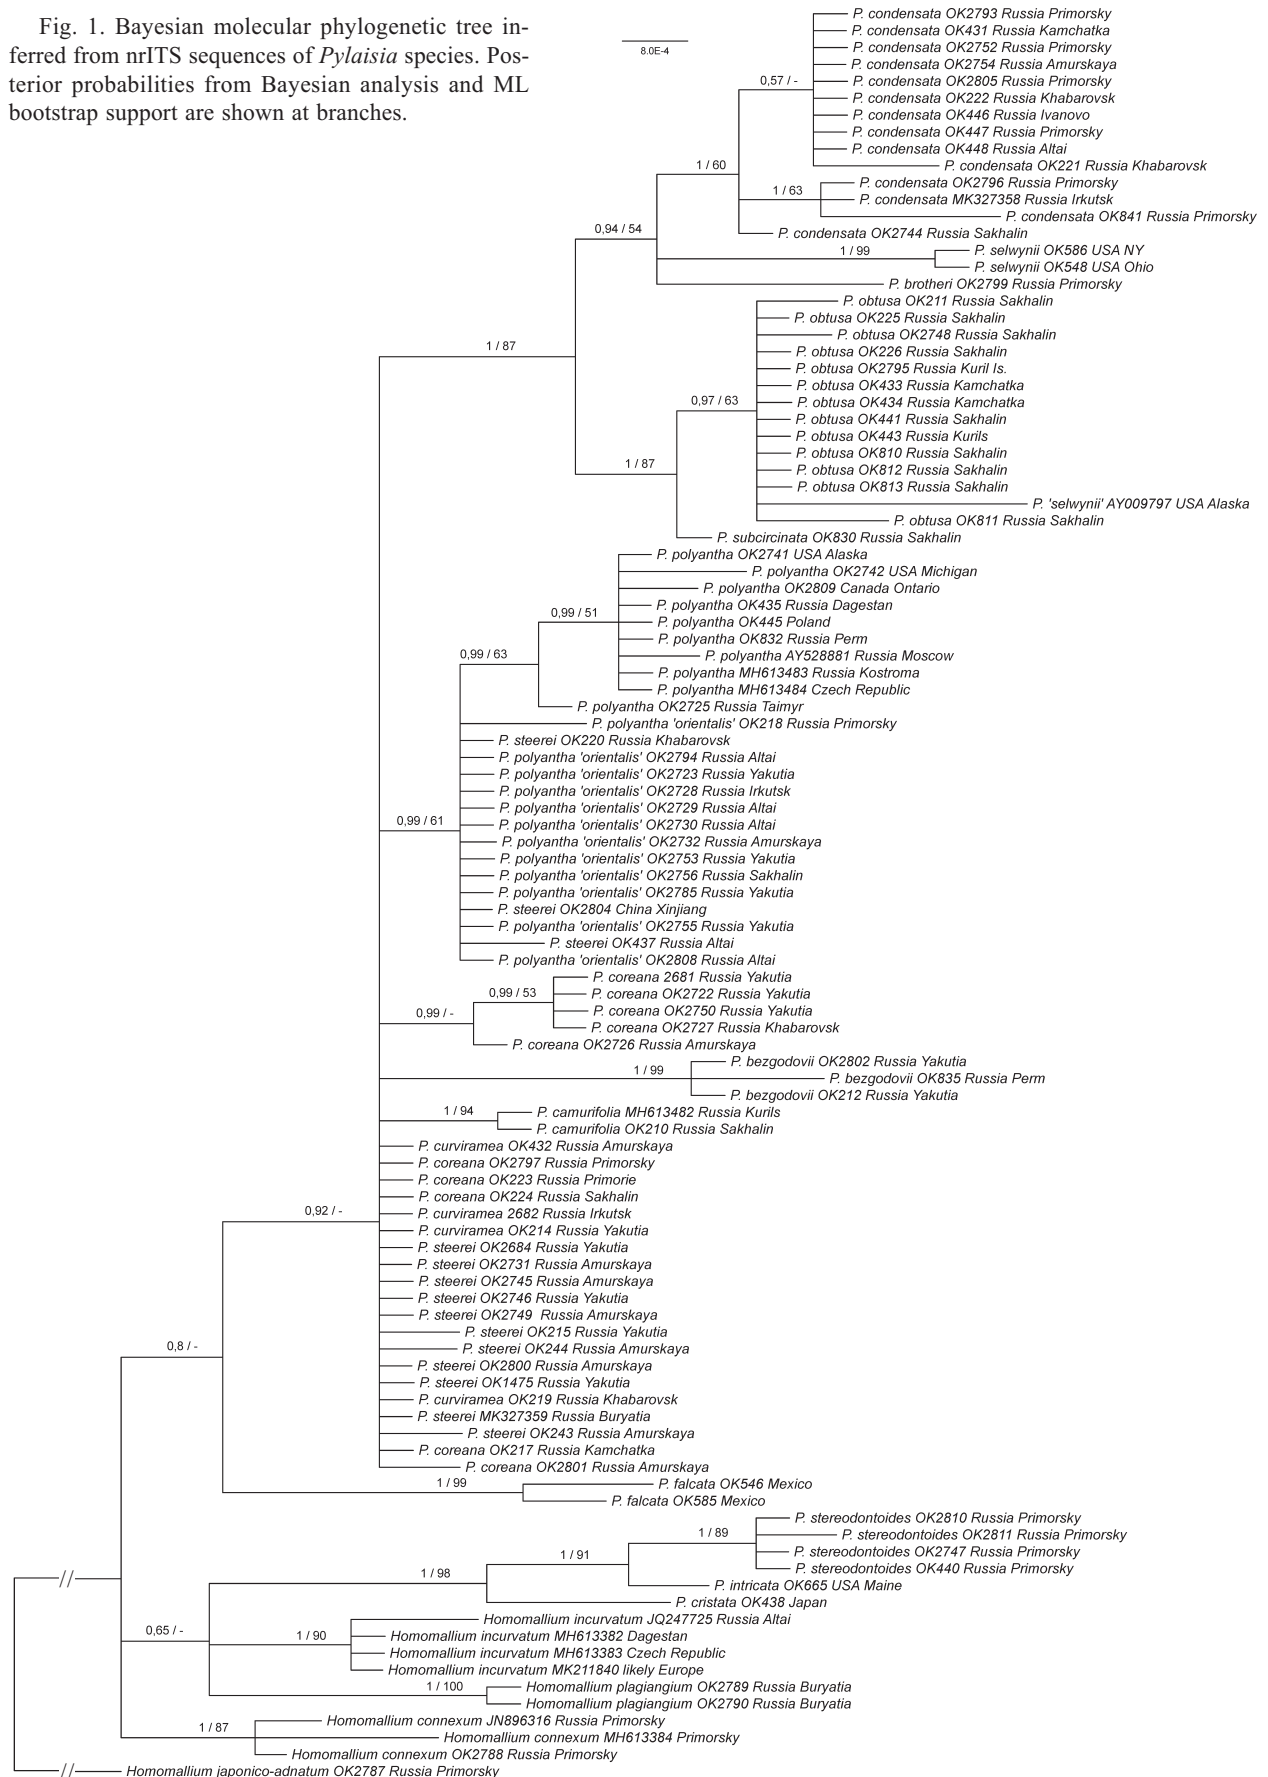 Fig. 1. Bayesian molecular phylogenetic tree in-
ferred from nrITS sequences of Pylaisia species. Pos-
terior probabilities from Bayesian analysis and ML
bootstrap support are shown at branches.
8.0E-4
P. condensata OK2793 Russia Primorsky
P. condensata OK431 Russia Kamchatka
P. condensata OK2752 Russia Primorsky
P. condensata OK2754 Russia Amurskaya
0,57 / -
P. condensata OK2805 Russia Primorsky
P. condensata OK222 Russia Khabarovsk
P. condensata OK446 Russia Ivanovo
P. condensata OK447 Russia Primorsky
P. condensata OK448 Russia Altai
1 / 60
P. condensata OK221 Russia Khabarovsk
P. condensata OK2796 Russia Primorsky
1 / 63
P. condensata MK327358 Russia Irkutsk
P. condensata OK841 Russia Primorsky
0,94 / 54
P. condensata OK2744 Russia Sakhalin
1 / 99
P. selwynii OK586 USA NY
P. selwynii OK548 USA Ohio
P. brotheri OK2799 Russia Primorsky
P. obtusa OK211 Russia Sakhalin
P. obtusa OK225 Russia Sakhalin
P. obtusa OK2748 Russia Sakhalin
1 / 87
P. obtusa OK226 Russia Sakhalin
P. obtusa OK2795 Russia Kuril Is.
P. obtusa OK433 Russia Kamchatka
0,97 / 63
P. obtusa OK434 Russia Kamchatka
P. obtusa OK441 Russia Sakhalin
P. obtusa OK443 Russia Kurils
P. obtusa OK810 Russia Sakhalin
1 / 87
P. obtusa OK812 Russia Sakhalin
P. obtusa OK813 Russia Sakhalin
P. 'selwynii' AY009797 USA Alaska
P. obtusa OK811 Russia Sakhalin
P. subcircinata OK830 Russia Sakhalin
P. polyantha OK2741 USA Alaska
P. polyantha OK2742 USA Michigan
P. polyantha OK2809 Canada Ontario
P. polyantha OK435 Russia Dagestan
0,99 / 51
P. polyantha OK445 Poland
P. polyantha OK832 Russia Perm
0,99 / 63
P. polyantha AY528881 Russia Moscow
P. polyantha MH613483 Russia Kostroma
P. polyantha MH613484 Czech Republic
P. polyantha OK2725 Russia Taimyr
P. polyantha 'orientalis' OK218 Russia Primorsky
P. steerei OK220 Russia Khabarovsk
P. polyantha 'orientalis' OK2794 Russia Altai
P. polyantha 'orientalis' OK2723 Russia Yakutia
P. polyantha 'orientalis' OK2728 Russia Irkutsk
P. polyantha 'orientalis' OK2729 Russia Altai
0,99 / 61
P. polyantha 'orientalis' OK2730 Russia Altai
P. polyantha 'orientalis' OK2732 Russia Amurskaya
P. polyantha 'orientalis' OK2753 Russia Yakutia
P. polyantha 'orientalis' OK2756 Russia Sakhalin
P. polyantha 'orientalis' OK2785 Russia Yakutia
P. steerei OK2804 China Xinjiang
P. polyantha 'orientalis' OK2755 Russia Yakutia
P. steerei OK437 Russia Altai
P. polyantha 'orientalis' OK2808 Russia Altai
P. coreana 2681 Russia Yakutia
0,99 / 53
P. coreana OK2722 Russia Yakutia
0,99 / -
P. coreana OK2750 Russia Yakutia
P. coreana OK2727 Russia Khabarovsk
P. coreana OK2726 Russia Amurskaya
P. bezgodovii OK2802 Russia Yakutia
1 / 99
P. bezgodovii OK835 Russia Perm
P. bezgodovii OK212 Russia Yakutia
1 / 94
P. camurifolia MH613482 Russia Kurils
P. camurifolia OK210 Russia Sakhalin
P. curviramea OK432 Russia Amurskaya
P. coreana OK2797 Russia Primorsky
P. coreana OK223 Russia Primorie
P. coreana OK224 Russia Sakhalin
0,92 / -
P. curviramea 2682 Russia Irkutsk
P. curviramea OK214 Russia Yakutia
P. steerei OK2684 Russia Yakutia
P. steerei OK2731 Russia Amurskaya
P. steerei OK2745 Russia Amurskaya
P. steerei OK2746 Russia Yakutia
P. steerei OK2749 Russia Amurskaya
P. steerei OK215 Russia Yakutia
0,8 / -
P. steerei OK244 Russia Amurskaya
P. steerei OK2800 Russia Amurskaya
P. steerei OK1475 Russia Yakutia
P. curviramea OK219 Russia Khabarovsk
P. steerei MK327359 Russia Buryatia
P. steerei OK243 Russia Amurskaya
P. coreana OK217 Russia Kamchatka
P. coreana OK2801 Russia Amurskaya
1 / 99
P. falcata OK546 Mexico
P. falcata OK585 Mexico
P. stereodontoides OK2810 Russia Primorsky
1 / 89
P. stereodontoides OK2811 Russia Primorsky
1 / 91
P. stereodontoides OK2747 Russia Primorsky
P. stereodontoides OK440 Russia Primorsky
1 / 98
P. intricata OK665 USA Maine
P. cristata OK438 Japan
Homomallium incurvatum JQ247725 Russia Altai
0,65 / -
1 / 90
Homomallium incurvatum MH613382 Dagestan
Homomallium incurvatum MH613383 Czech Republic
Homomallium incurvatum MK211840 likely Europe
1 / 100
Homomallium plagiangium OK2789 Russia Buryatia
Homomallium plagiangium OK2790 Russia Buryatia
1 / 87
Homomallium connexum JN896316 Russia Primorsky
Homomallium connexum MH613384 Primorsky
Homomallium connexum OK2788 Russia Primorsky
Homomallium japonico-adnatum OK2787 Russia Primorsky